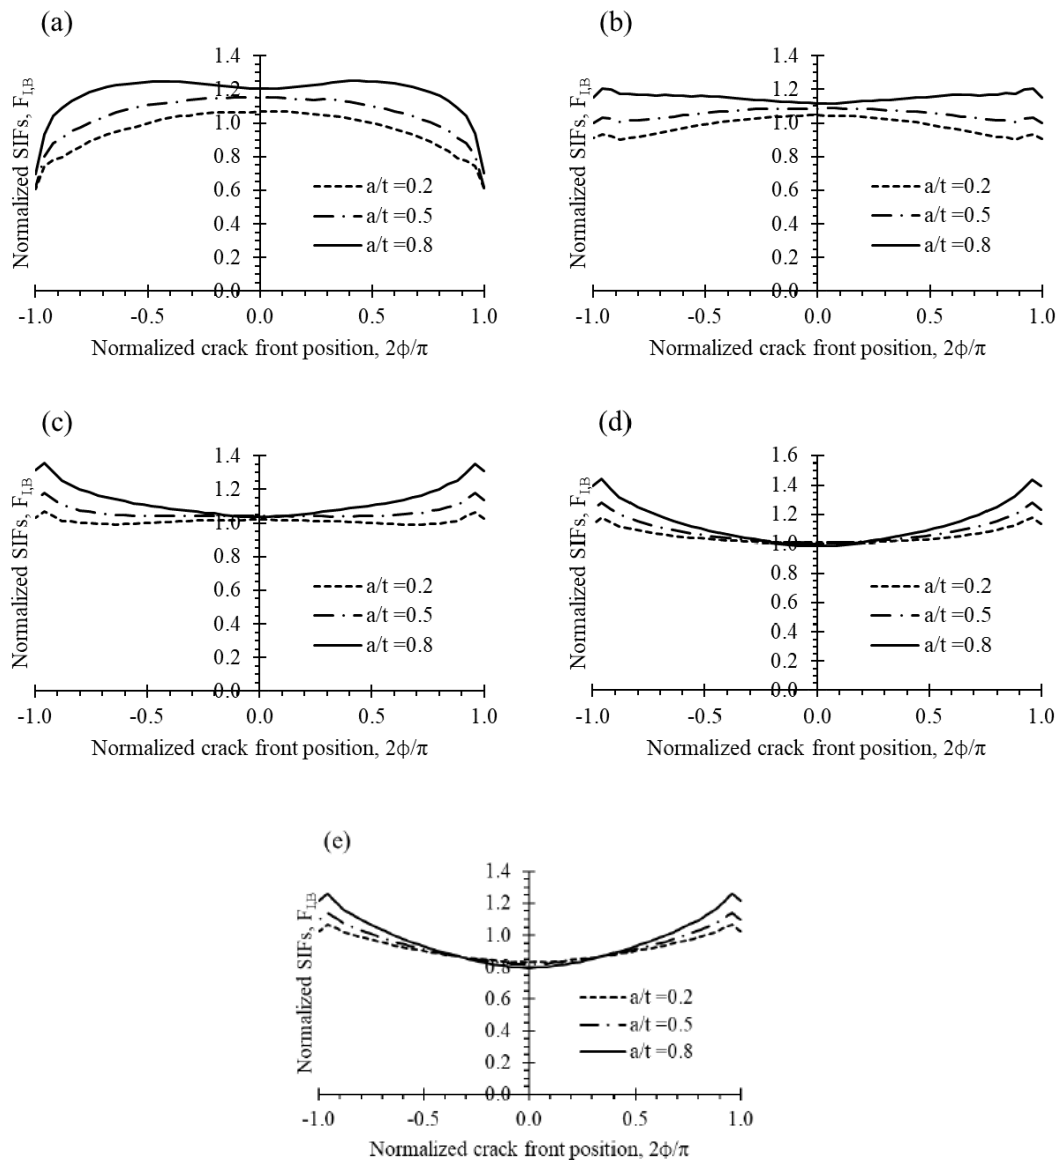 (a)
Normalized SIFs, F_I,B
1.4
1.2
1.0
0.8
0.6
0.4
0.2
0.0
a/t =0.2
a/t =0.5
a/t =0.8
-1.0 -0.5 0.0 0.5 1.0
Normalized crack front position, 2ϕ/π
(b)
Normalized SIFs, F_I,B
1.4
1.2
1.0
0.8
0.6
0.4
0.2
0.0
a/t =0.2
a/t =0.5
a/t =0.8
-1.0 -0.5 0.0 0.5 1.0
Normalized crack front position, 2ϕ/π
(c)
Normalized SIFs, F_I,B
1.4
1.2
1.0
0.8
0.6
0.4
0.2
0.0
a/t =0.2
a/t =0.5
a/t =0.8
-1.0 -0.5 0.0 0.5 1.0
Normalized crack front position, 2ϕ/π
(d)
Normalized SIFs, F_I,B
1.6
1.4
1.2
1.0
0.8
0.6
0.4
0.2
0.0
a/t =0.2
a/t =0.5
a/t =0.8
-1.0 -0.5 0.0 0.5 1.0
Normalized crack front position, 2ϕ/π
(e)
Normalized SIFs, F_I,B
1.4
1.2
1.0
0.8
0.6
0.4
0.2
0.0
a/t =0.2
a/t =0.5
a/t =0.8
-1.0 -0.5 0.0 0.5 1.0
Normalized crack front position, 2ϕ/π